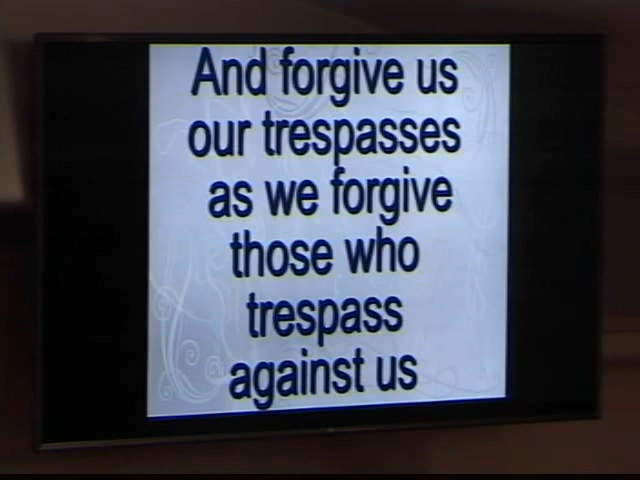 And forgive us
our trespasses
as we forgive
those who
trespass
against us